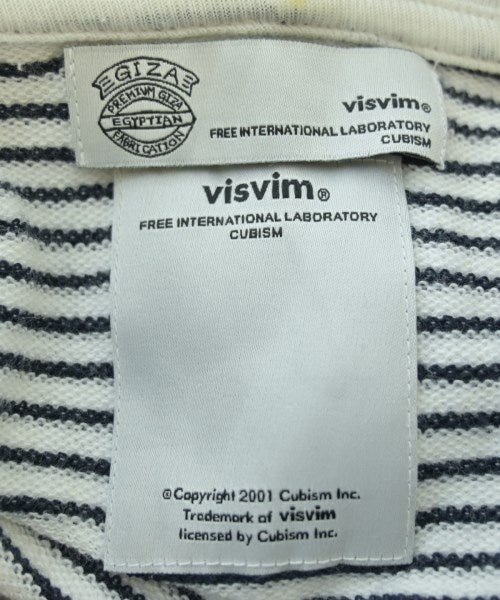 GIZA
PREMIUM GIZA
EGYPTIAN
FABRICATION
visvim®
FREE INTERNATIONAL LABORATORY
CUBISM
visvim®
FREE INTERNATIONAL LABORATORY
CUBISM
©Copyright 2001 Cubism Inc.
Trademark of visvim
licensed by Cubism Inc.